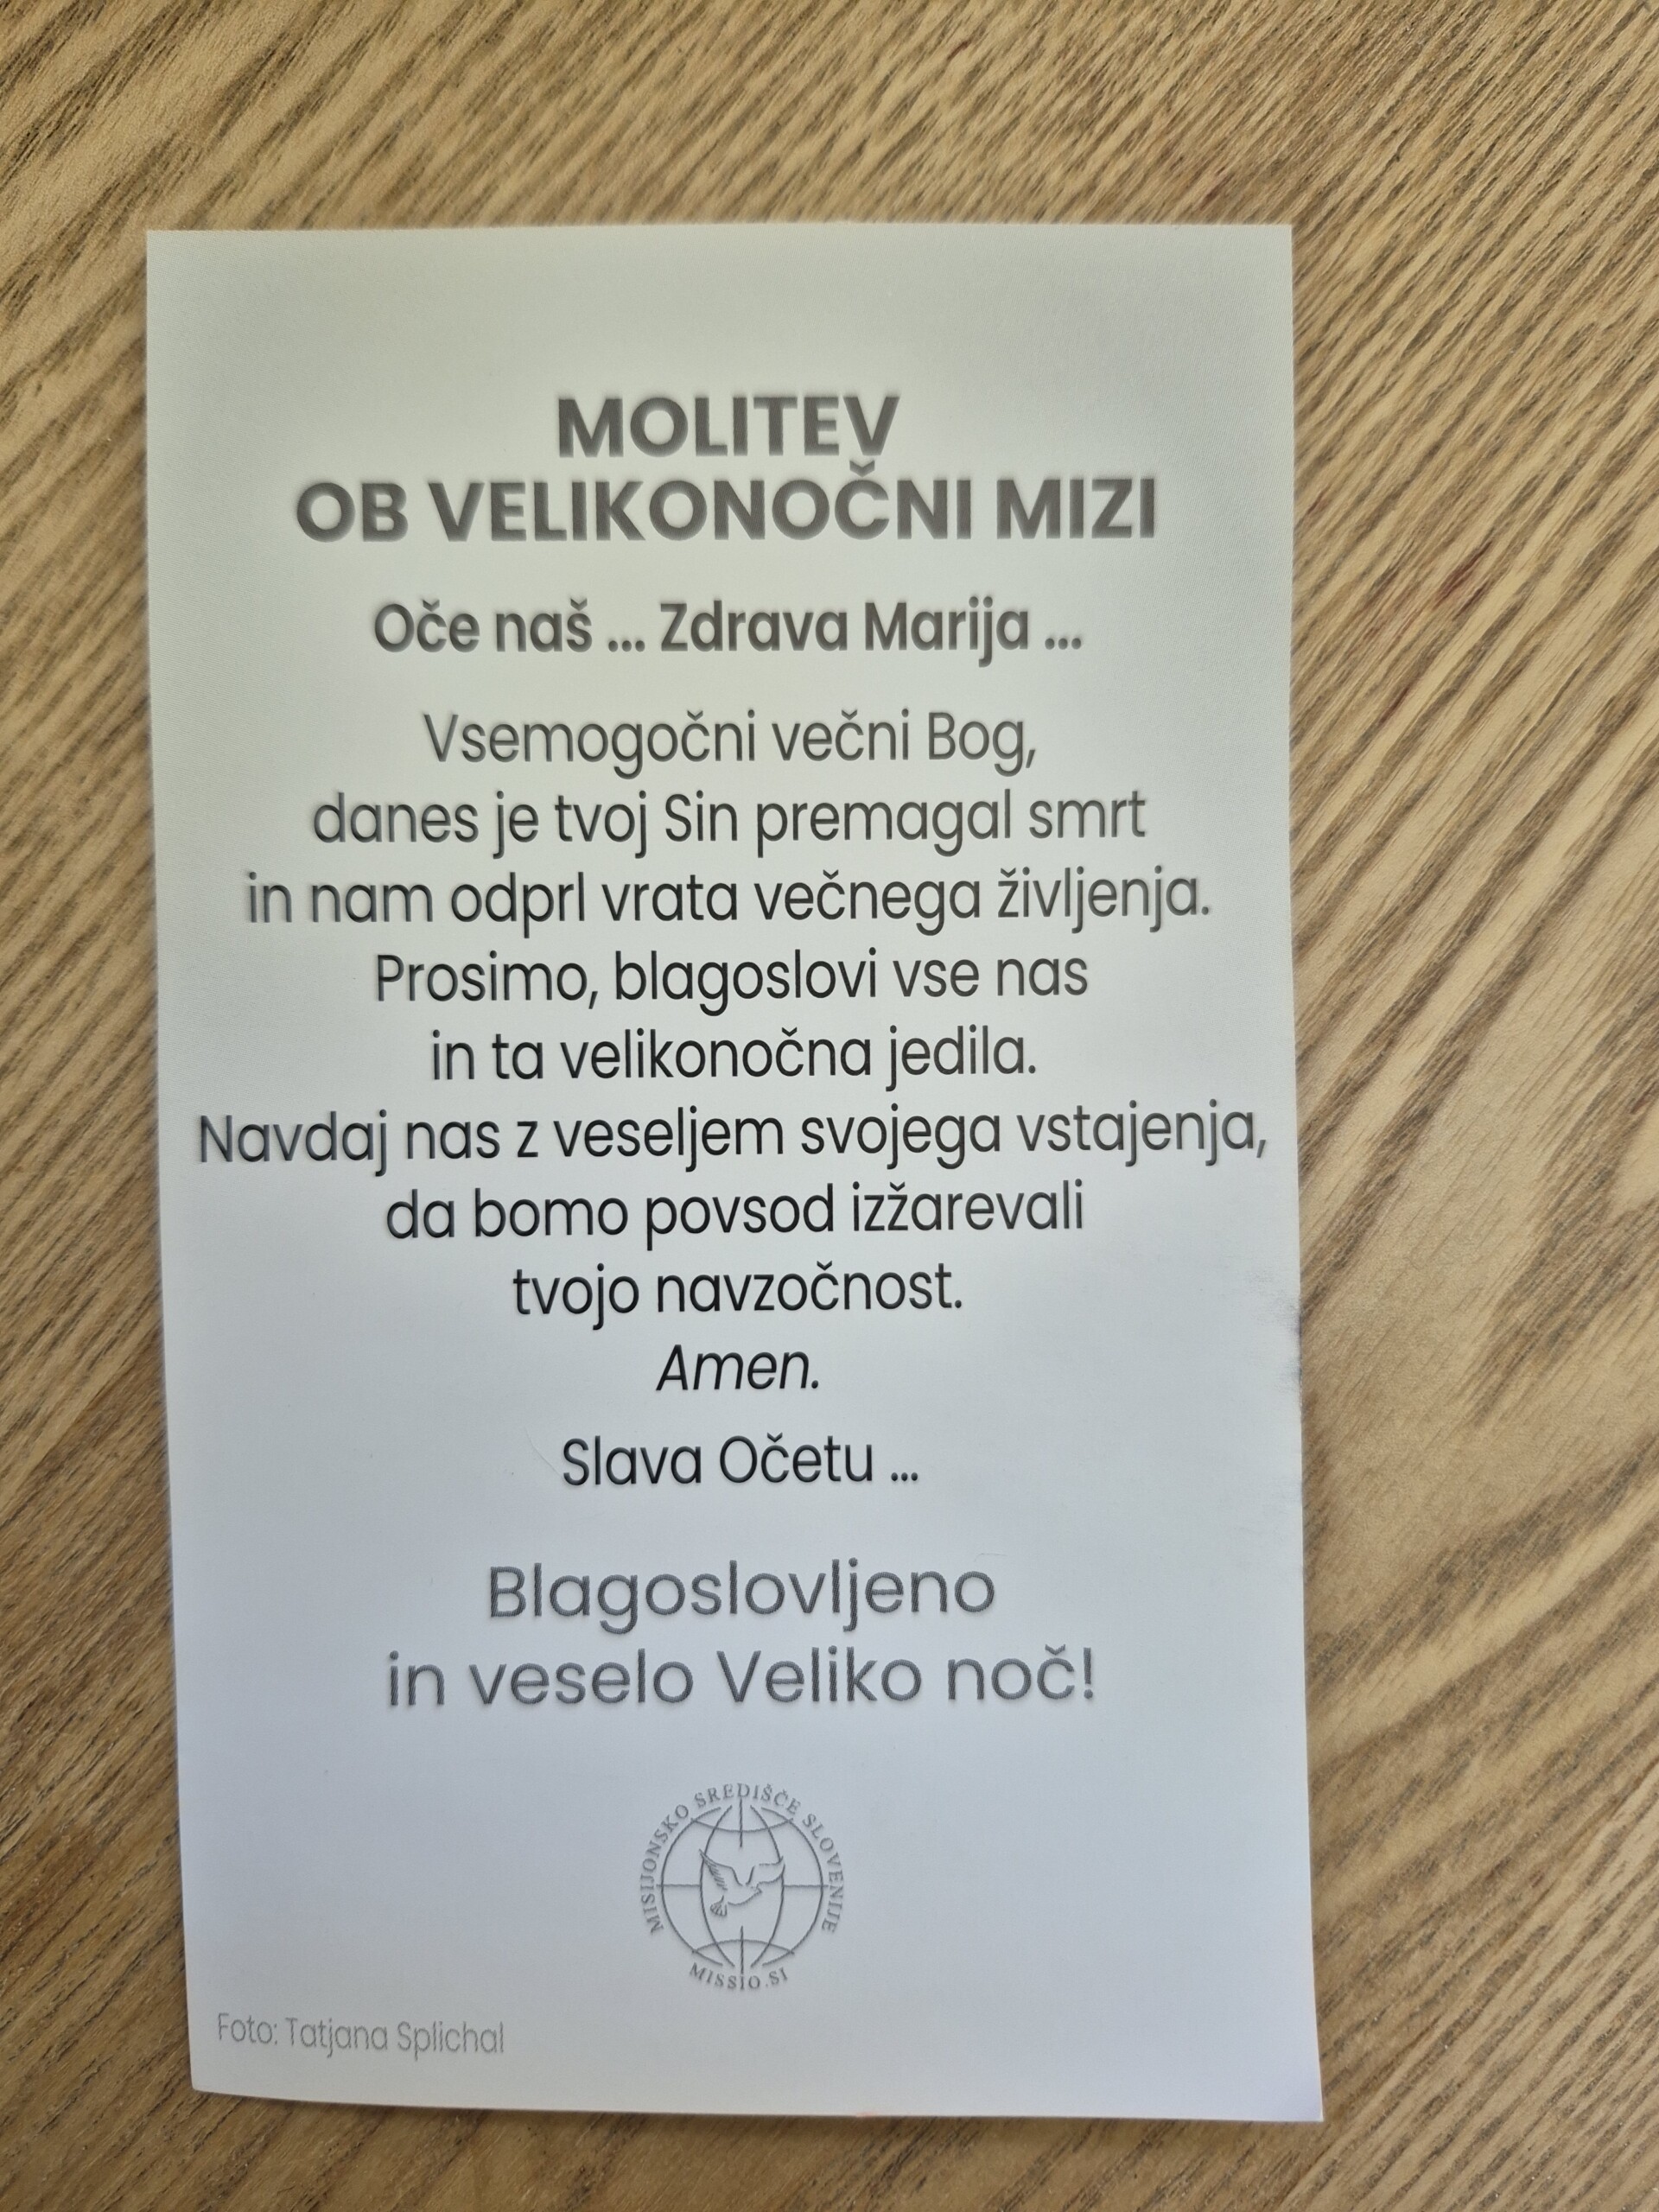 MOLITEV
OB VELIKONOČNI MIZI
Oče naš ... Zdrava Marija ...
Vsemogočni večni Bog,
danes je tvoj Sin premagal smrt
in nam odprl vrata večnega življenja.
Prosimo, blagoslovi vse nas
in ta velikonočna jedila.
Navdaj nas z veseljem svojega vstajenja,
da bomo povsod izžarevali
tvojo navzočnost.
Amen.
Slava Očetu ...
Blagoslovljeno
in veselo Veliko noč!
MISIJONSKO SREDIŠČE SLOVENIJE
MISSIO.SI
Foto: Tatjana Splichal